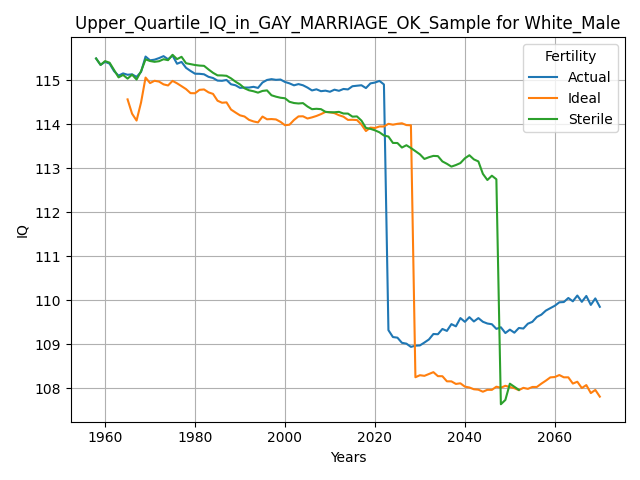 Upper_Quartile_IQ_in_GAY_MARRIAGE_OK_Sample for White_Male
Fertility
Actual
Ideal
Sterile
115
114
113
112
111
110
109
108
IQ
1960 1980 2000 2020 2040 2060
Years